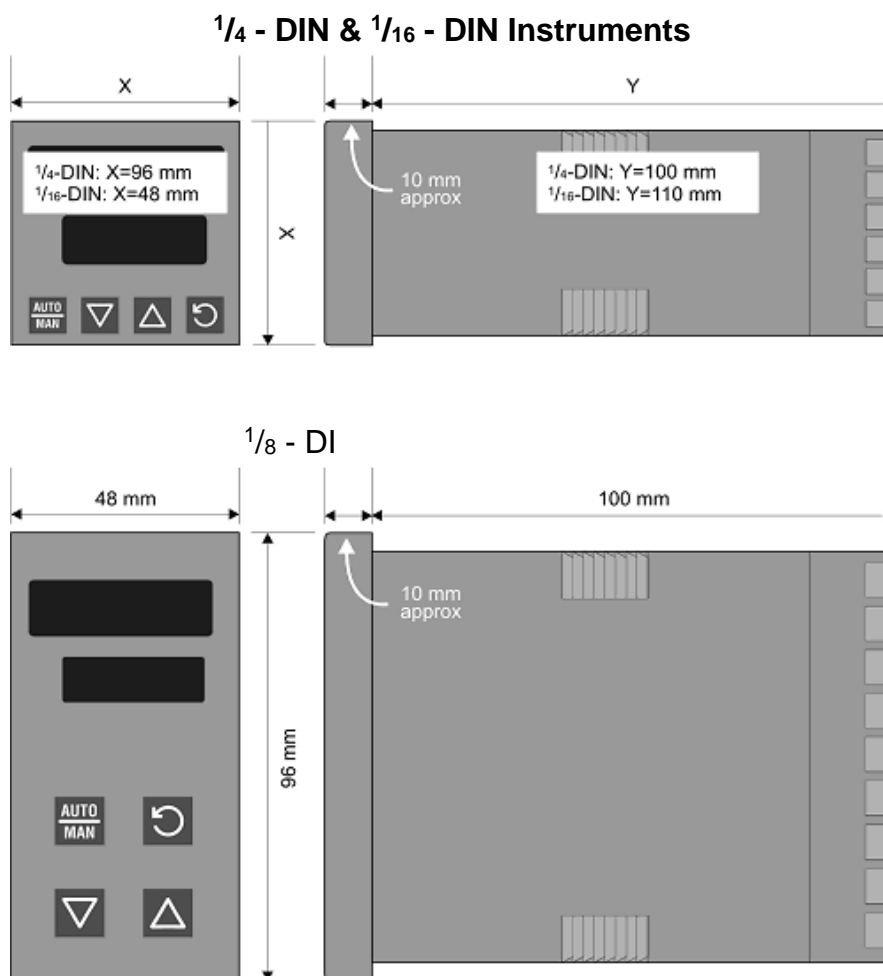 1/4 - DIN & 1/16 - DIN Instruments
X
Y
1/4-DIN: X=96 mm
1/16-DIN: X=48 mm
10 mm
approx
1/4-DIN: Y=100 mm
1/16-DIN: Y=110 mm
X
AUTO
MAN
1/8 - DI
48 mm
100 mm
10 mm
approx
96 mm
AUTO
MAN